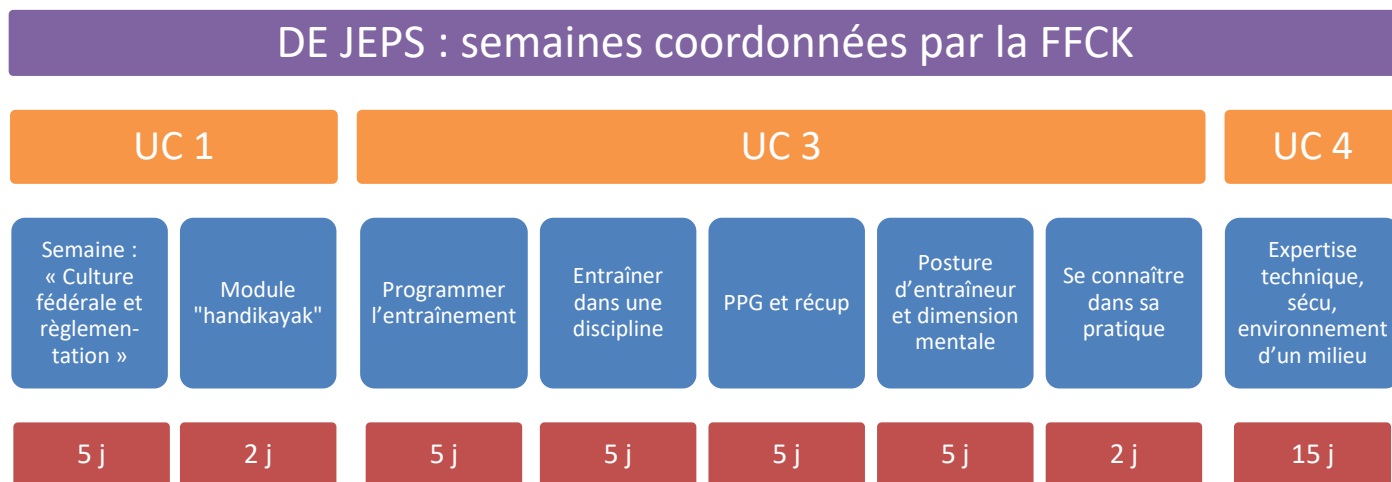 DE JEPS : semaines coordonnées par la FFCK
UC 1
UC 3
UC 4
Semaine :
« Culture
fédérale et
règlemen-
tation »
Module
"handikayak"
Programmer
l’entraînement
Entraîner
dans une
discipline
PPG et récup
Posture
d’entraîneur
et dimension
mentale
Se connaître
dans sa
pratique
Expertise
technique,
sécu,
environnement
d’un milieu
5 j
2 j
5 j
5 j
5 j
5 j
2 j
15 j